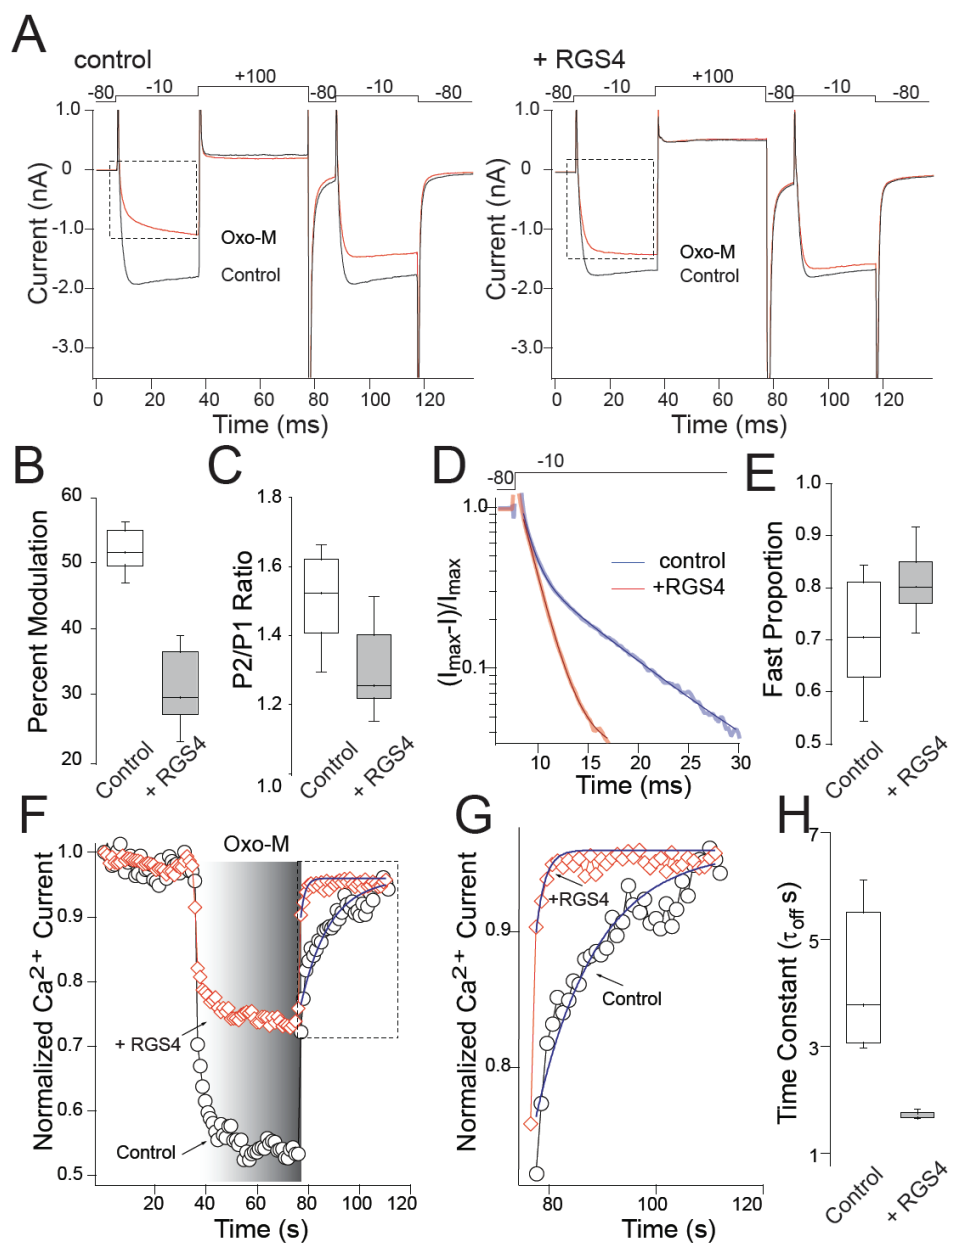 A
control
-80 -10 +100 -80 -10 -80
1.0
0
-1.0
-2.0
-3.0
Current (nA)
Oxo-M
Control
0 20 40 60 80 100 120
Time (ms)
+ RGS4
-80 -10 +100 -80 -10 -80
1.0
0
-1.0
-2.0
-3.0
Current (nA)
Oxo-M
Control
0 20 40 60 80 100 120
Time (ms)
B
60
50
40
30
20
Percent Modulation
Control
+ RGS4
C
1.8
1.6
1.4
1.2
1.0
P2/P1 Ratio
Control
+ RGS4
D
-80 -10
1.0
0.1
(Imax-I)/Imax
control
+RGS4
10 15 20 25 30
Time (ms)
E
1.0
0.9
0.8
0.7
0.6
0.5
Fast Proportion
Control
+ RGS4
F
Oxo-M
1.0
0.9
0.8
0.7
0.6
0.5
Normalized Ca2+ Current
+ RGS4
Control
20 40 60 80 100 120
Time (s)
G
0.9
0.8
Normalized Ca2+ Current
+RGS4
Control
80 100 120
Time (s)
H
7
5
3
1
Time Constant (τoff s)
Control
+ RGS4